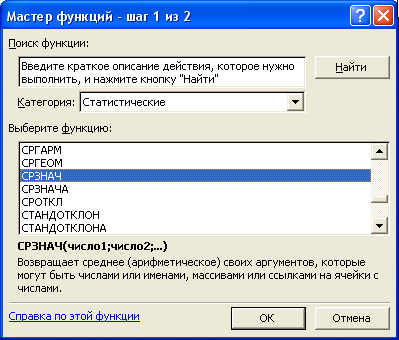 Мастер функций - шаг 1 из 2
Поиск функции:
Введите краткое описание действия, которое нужно
выполнить, и нажмите кнопку "Найти"
Найти
Категория: Статистические
Выберите функцию:
СРГАРМ
СРГЕОМ
СРЗНАЧ
СРЗНАЧА
СРОТКЛ
СТАНДОТКЛОН
СТАНДОТКЛОНА
СРЗНАЧ(число1;число2;...)
Возвращает среднее (арифметическое) своих аргументов, которые
могут быть числами или именами, массивами или ссылками на ячейки с
числами.
Справка по этой функции
ОК
Отмена